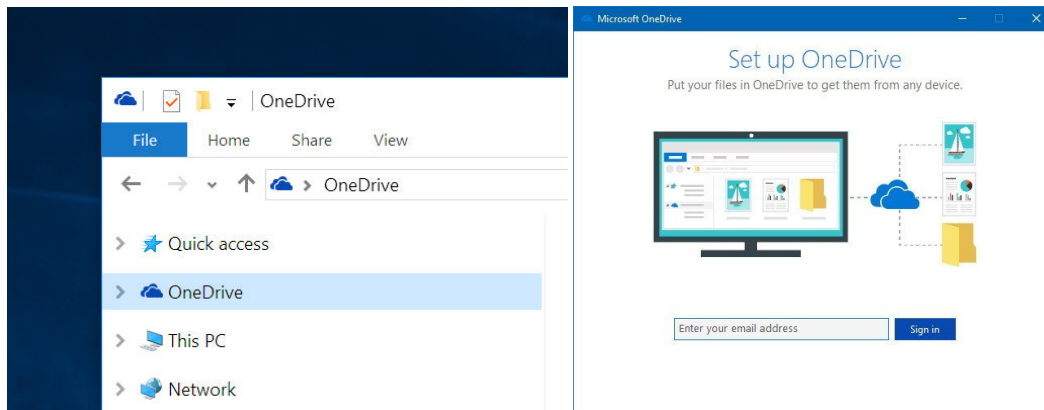 OneDrive
File Home Share View
OneDrive
Quick access
OneDrive
This PC
Network
Microsoft OneDrive
Set up OneDrive
Put your files in OneDrive to get them from any device.
Enter your email address Sign in